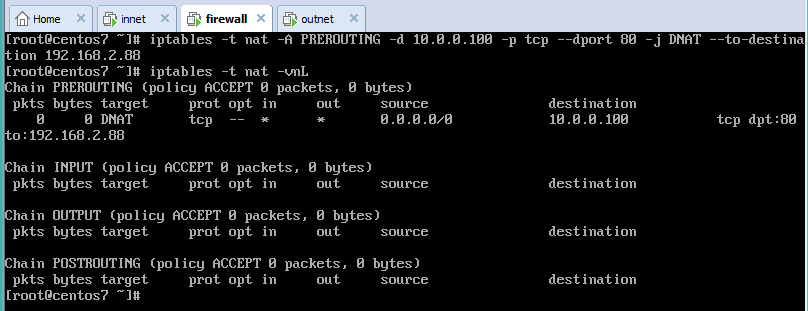 Home innet firewall outnet
[root@centos7 ~]# iptables -t nat -A PREROUTING -d 10.0.0.100 -p tcp --dport 80 -j DNAT --to-destina
tion 192.168.2.88
[root@centos7 ~]# iptables -t nat -vnL
Chain PREROUTING (policy ACCEPT 0 packets, 0 bytes)
 pkts bytes target     prot opt in     out     source               destination
    0     0 DNAT       tcp  --  *      *       0.0.0.0/0            10.0.0.100           tcp dpt:80
to:192.168.2.88
Chain INPUT (policy ACCEPT 0 packets, 0 bytes)
 pkts bytes target     prot opt in     out     source               destination
Chain OUTPUT (policy ACCEPT 0 packets, 0 bytes)
 pkts bytes target     prot opt in     out     source               destination
Chain POSTROUTING (policy ACCEPT 0 packets, 0 bytes)
 pkts bytes target     prot opt in     out     source               destination
[root@centos7 ~]#